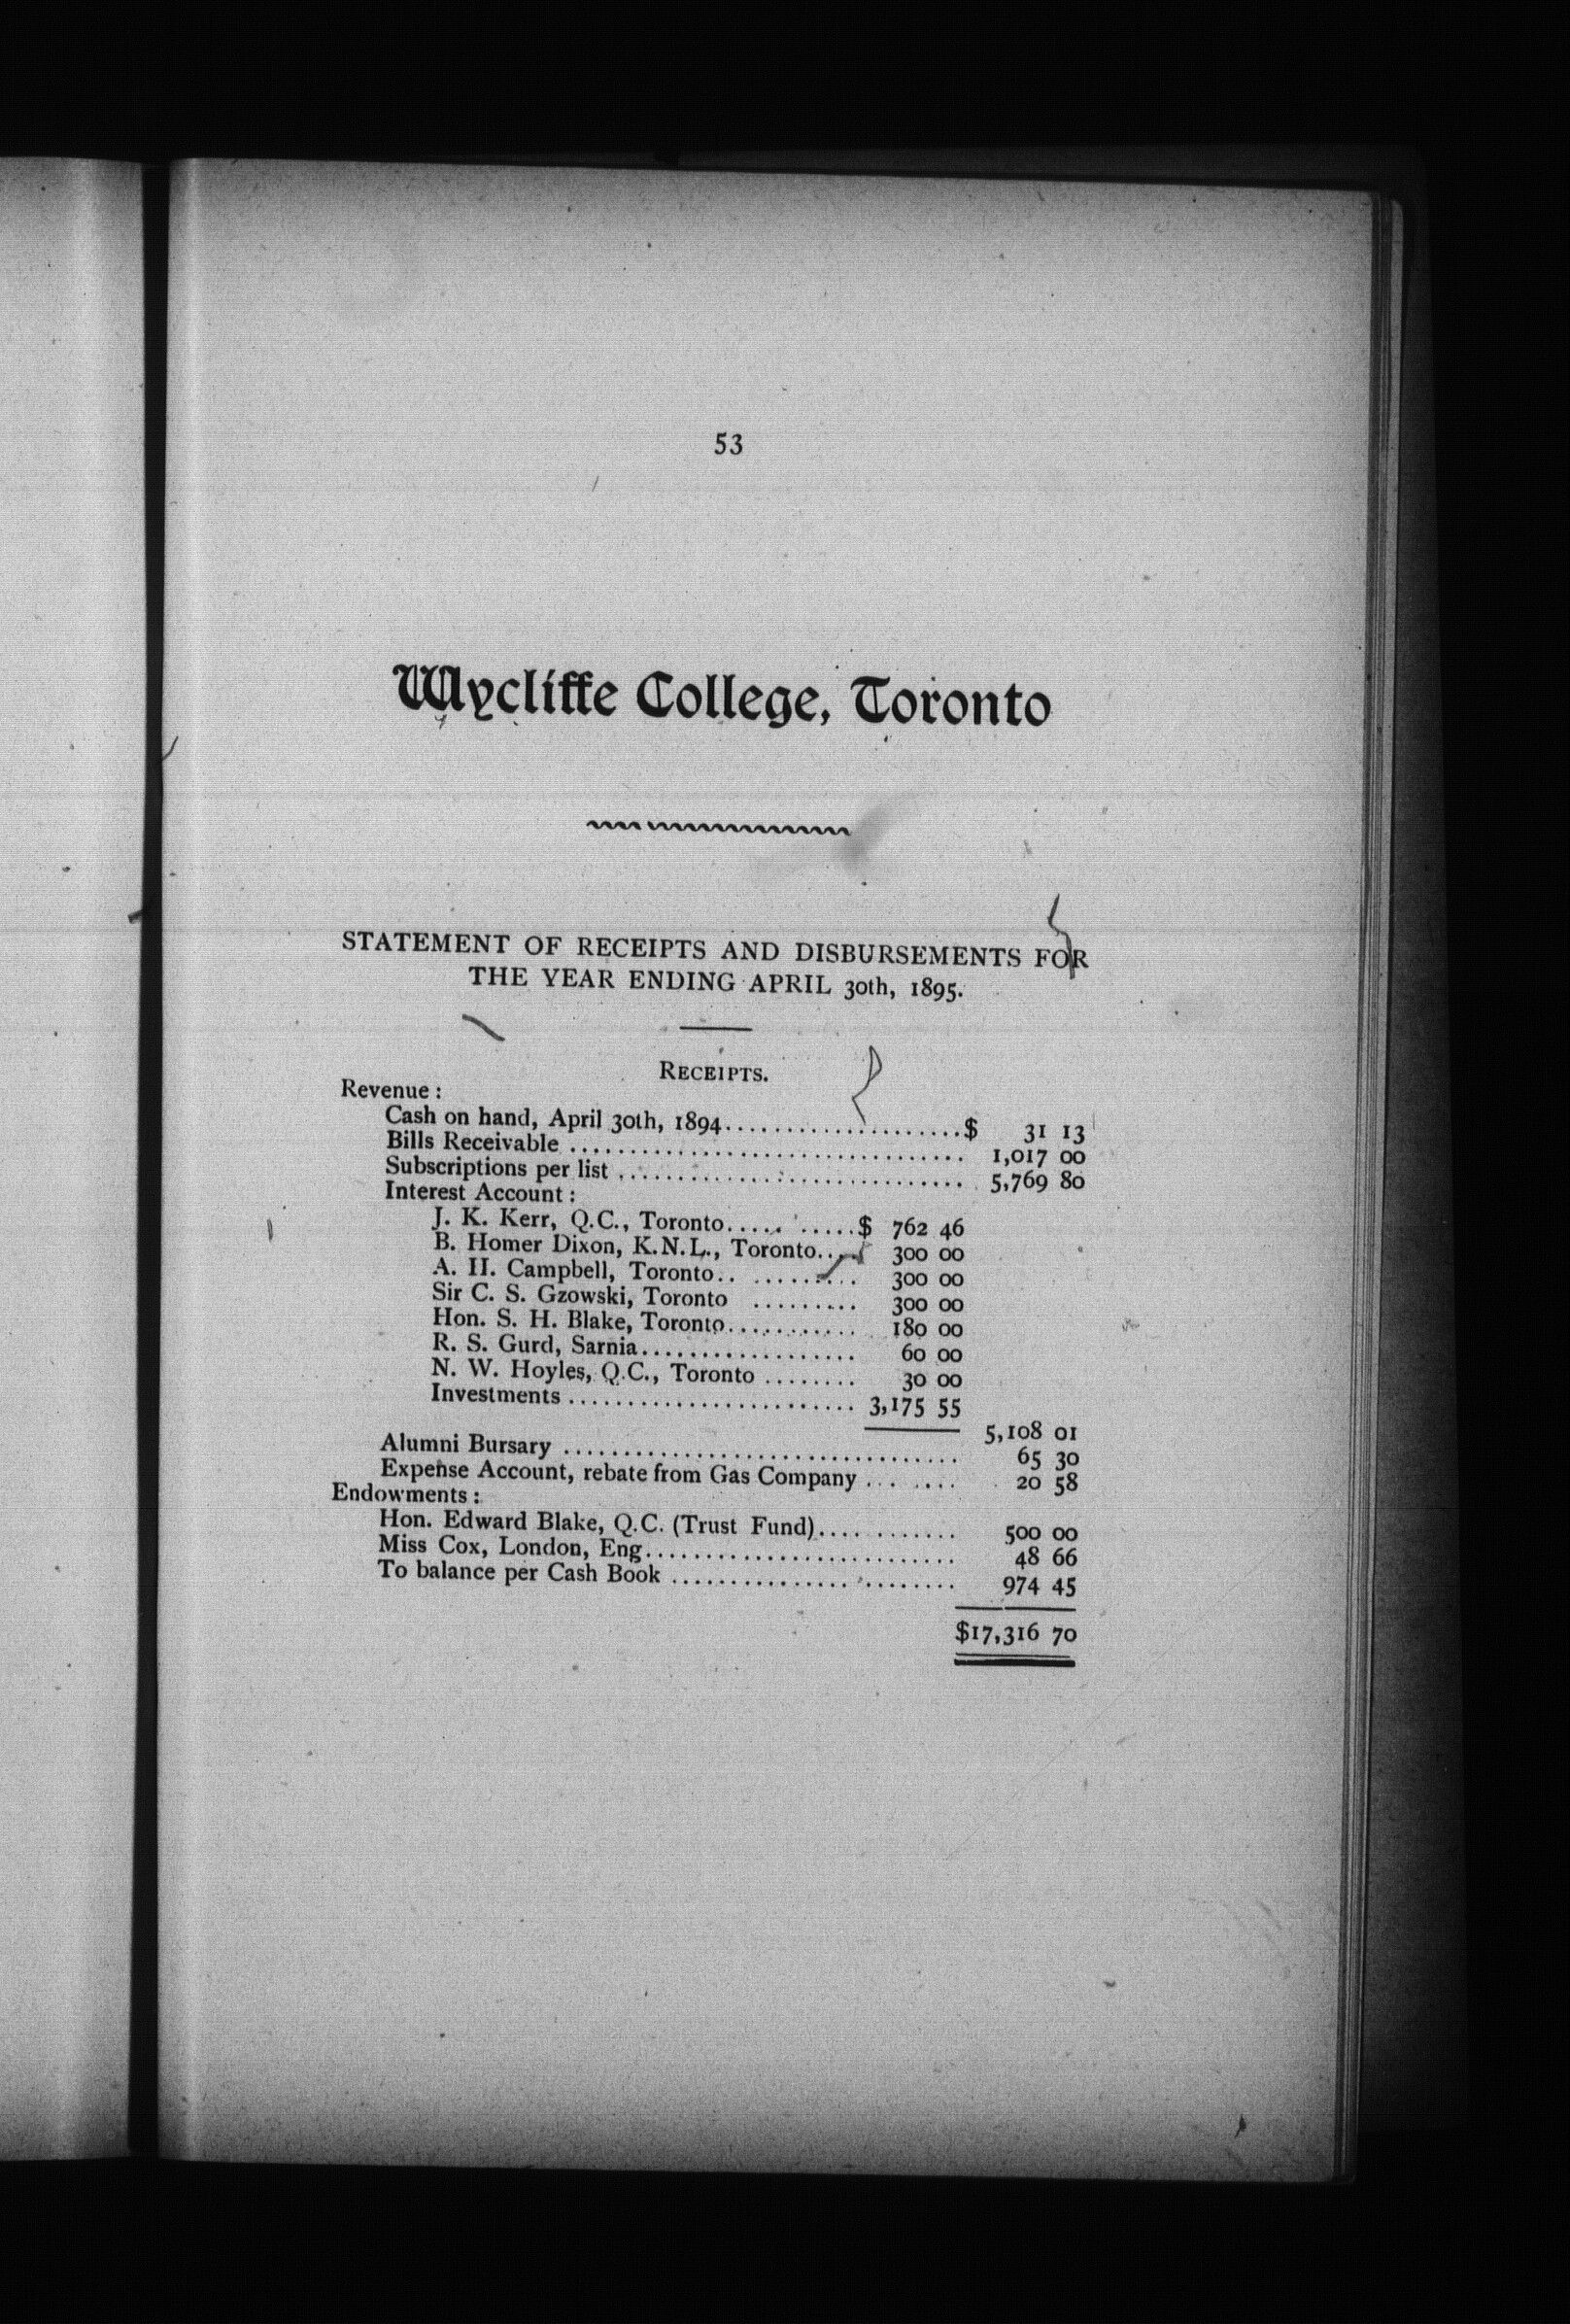 53
Wycliffe College, Toronto
STATEMENT OF RECEIPTS AND DISBURSEMENTS FOR
THE YEAR ENDING APRIL 30th, 1895.
RECEIPTS.
Revenue :
Cash on hand, April 30th, 1894....................$ 31 13
Bills Receivable ................................. 1,017 00
Subscriptions per list ............................. 5,769 80
Interest Account :
J. K. Kerr, Q.C., Toronto..... .....$ 762 46
B. Homer Dixon, K.N.L., Toronto.... 300 00
A. H. Campbell, Toronto.. ......... 300 00
Sir C. S. Gzowski, Toronto ......... 300 00
Hon. S. H. Blake, Toronto........... 180 00
R. S. Gurd, Sarnia.................. 60 00
N. W. Hoyles, Q.C., Toronto ........ 30 00
Investments ........................ 3,175 55
5,108 01
Alumni Bursary ................................. 65 30
Expense Account, rebate from Gas Company ... .... 20 58
Endowments :
Hon. Edward Blake, Q.C. (Trust Fund)............ 500 00
Miss Cox, London, Eng.......................... 48 66
To balance per Cash Book ........................ 974 45
$17,316 70